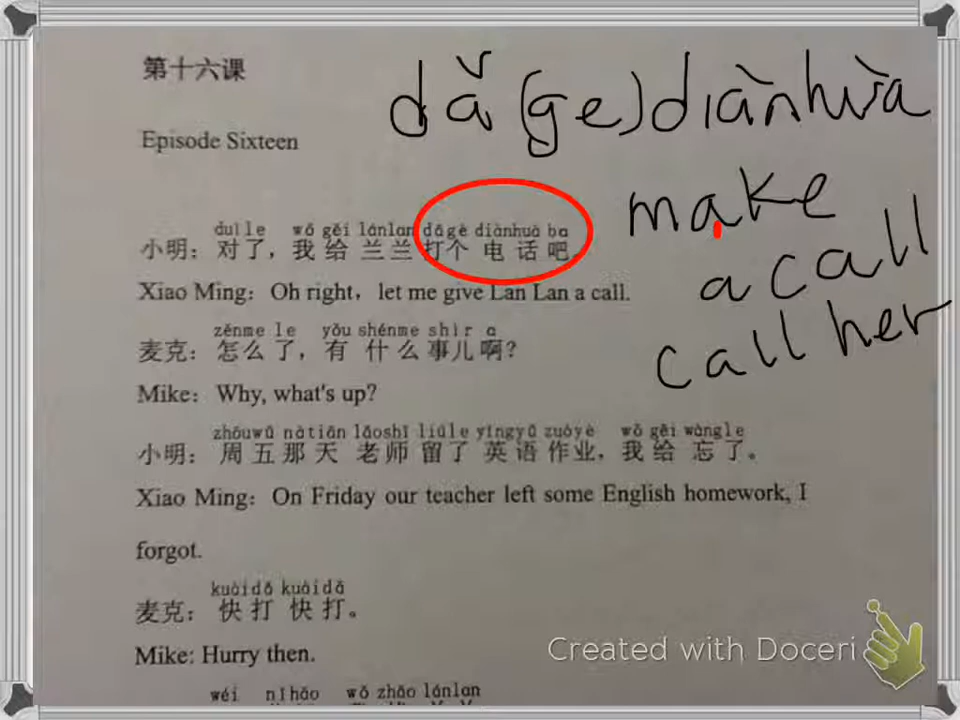 第十六课
dǎ (ge) diànhuà
Episode Sixteen
make
a call
call her
duì le wǒ gěi lánlan dǎgè diànhuà ba
小明：对了，我给兰兰打个电话吧。
Xiao Ming：Oh right，let me give Lan Lan a call.
zěnme le yǒu shénme shìr a
麦克：怎么了，有什么事儿啊？
Mike：Why, what's up?
zhōuwǔ nàtiān lǎoshī liúle yīngyǔ zuòyè wǒ gěi wàngle
小明：周五那天老师留了英语作业，我给忘了。
Xiao Ming：On Friday our teacher left some English homework, I
forgot.
kuàidǎ kuàidǎ
麦克：快打快打。
Mike: Hurry then.
wéi nǐhǎo wǒ zhǎo lánlan
Created with Doceri